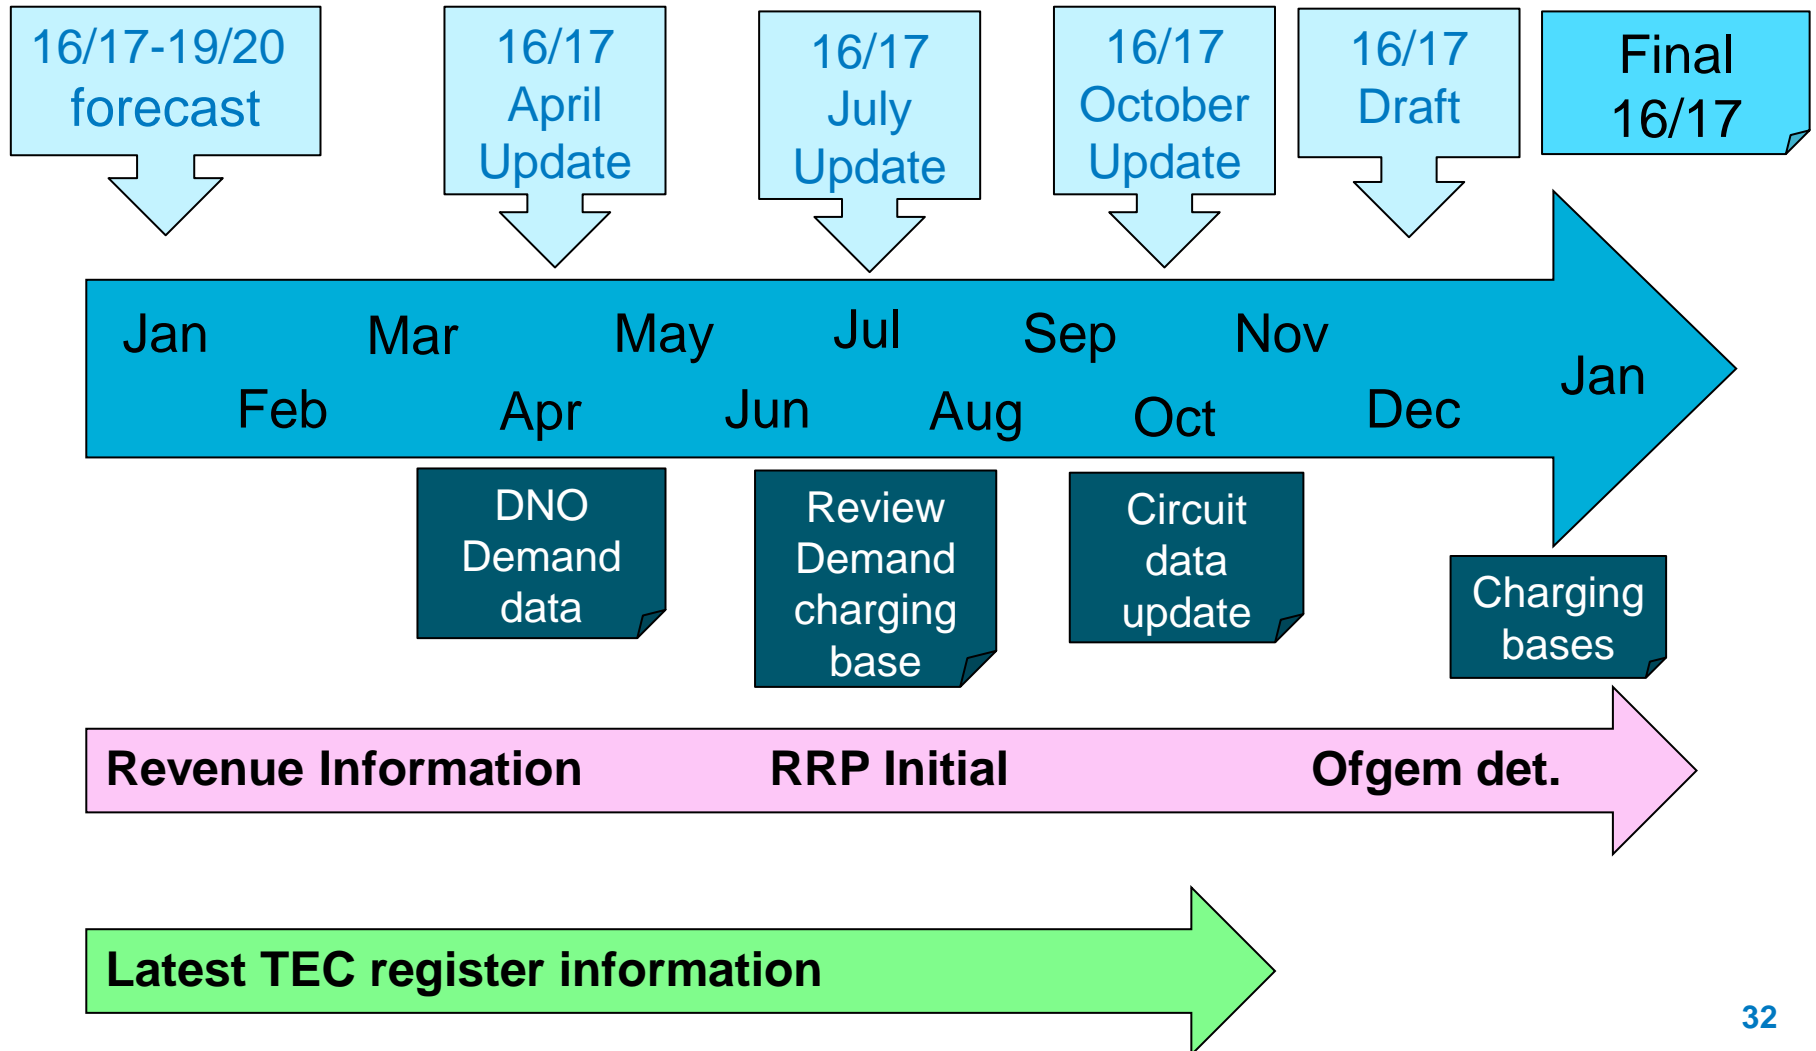 16/17-19/20
forecast
16/17
April
Update
16/17
July
Update
16/17
October
Update
16/17
Draft
Final
16/17
Jan
Feb
Mar
Apr
May
Jun
Jul
Aug
Sep
Oct
Nov
Dec
Jan
DNO
Demand
data
Review
Demand
charging
base
Circuit
data
update
Charging
bases
Revenue Information
RRP Initial
Ofgem det.
Latest TEC register information
32